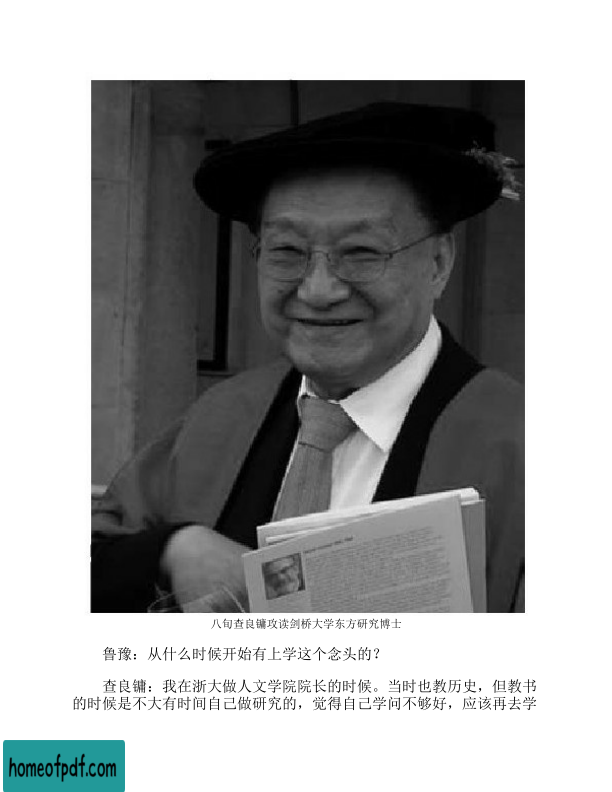 八旬查良镛攻读剑桥大学东方研究博士
鲁豫：从什么时候开始有上学这个念头的？
查良镛：我在浙大做人文学院院长的时候。当时也教历史，但教书
的时候是不大有时间自己做研究的，觉得自己学问不够好，应该再去学
homeofpdf.com